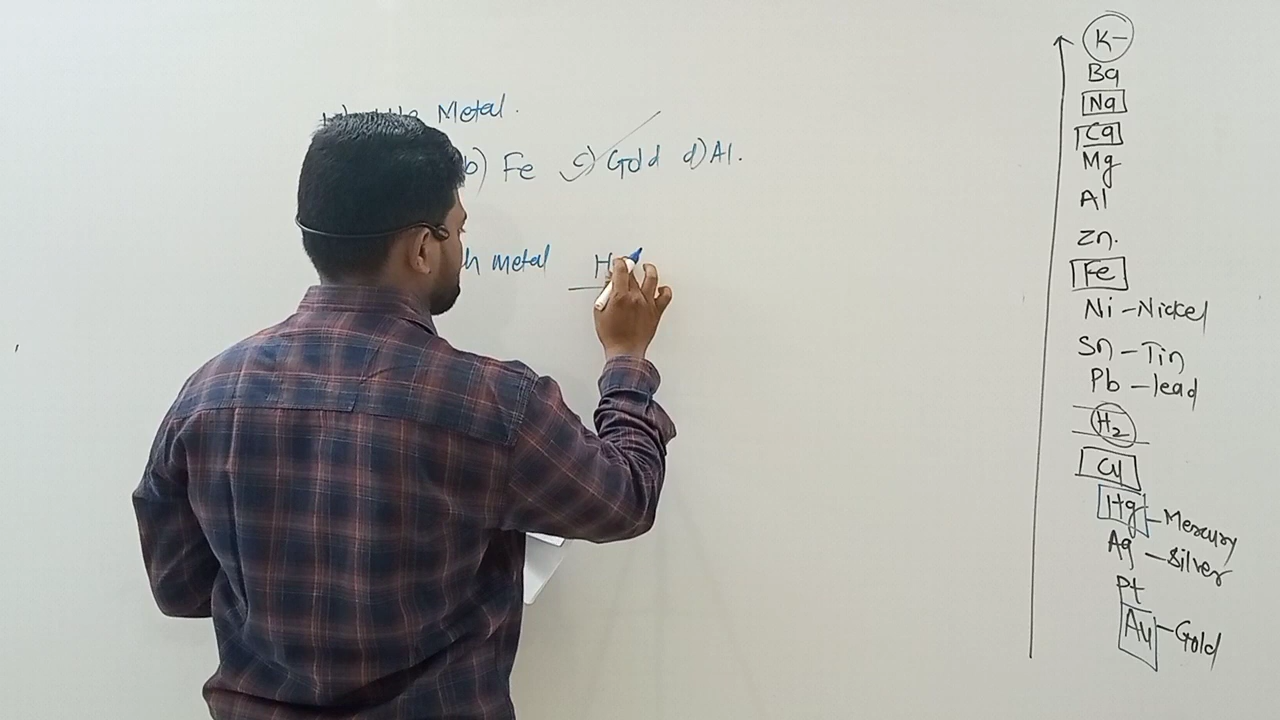 Metal.
b) Fe c) Gold d) Al.
h metal H
K-
Ba
Na
Ca
Mg
Al
Zn.
Fe
Ni - Nickel
Sn - Tin
Pb - lead
H2
Cu
Hg - Mercury
Ag - Silver
Pt
Au - Gold